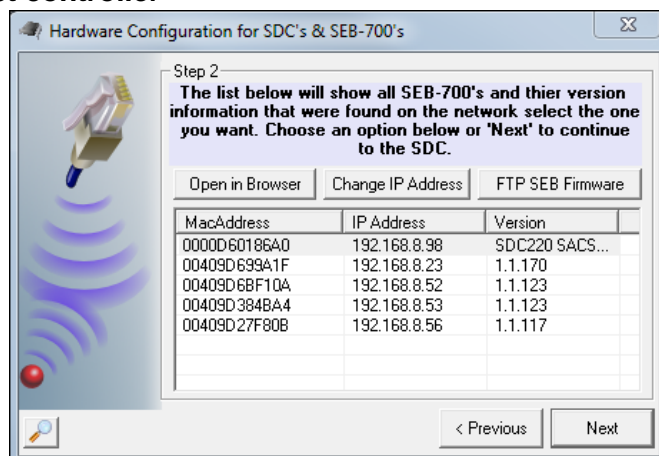 Hardware Configuration for SDC's & SEB-700's
Step 2
The list below will show all SEB-700's and thier version
information that were found on the network select the one
you want. Choose an option below or 'Next' to continue
to the SDC.
Open in Browser Change IP Address FTP SEB Firmware
MacAddress IP Address Version
0000D60186A0 192.168.8.98 SDC220 SACS...
00409D699A1F 192.168.8.23 1.1.170
00409D6BF10A 192.168.8.52 1.1.123
00409D384BA4 192.168.8.53 1.1.123
00409D27F80B 192.168.8.56 1.1.117
< Previous Next